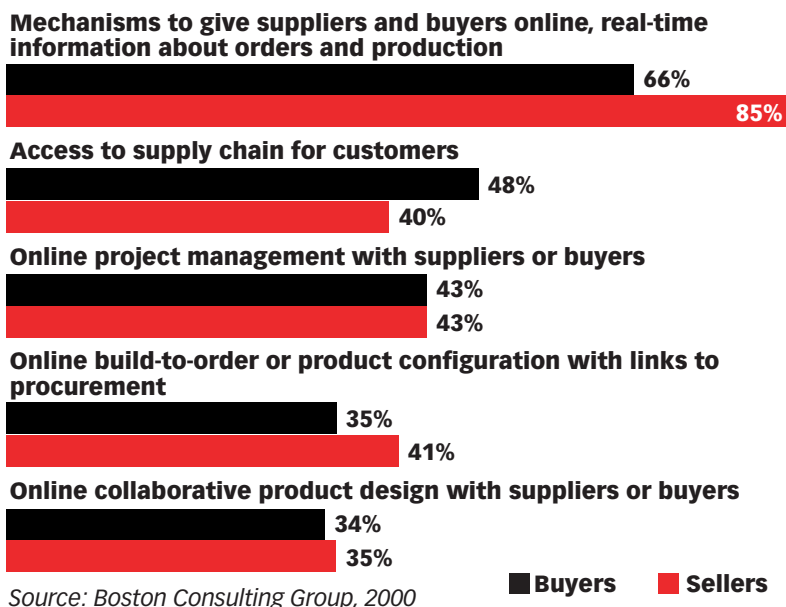 Mechanisms to give suppliers and buyers online, real-time
information about orders and production
66%
85%
Access to supply chain for customers
48%
40%
Online project management with suppliers or buyers
43%
43%
Online build-to-order or product configuration with links to
procurement
35%
41%
Online collaborative product design with suppliers or buyers
34%
35%
Buyers Sellers
Source: Boston Consulting Group, 2000